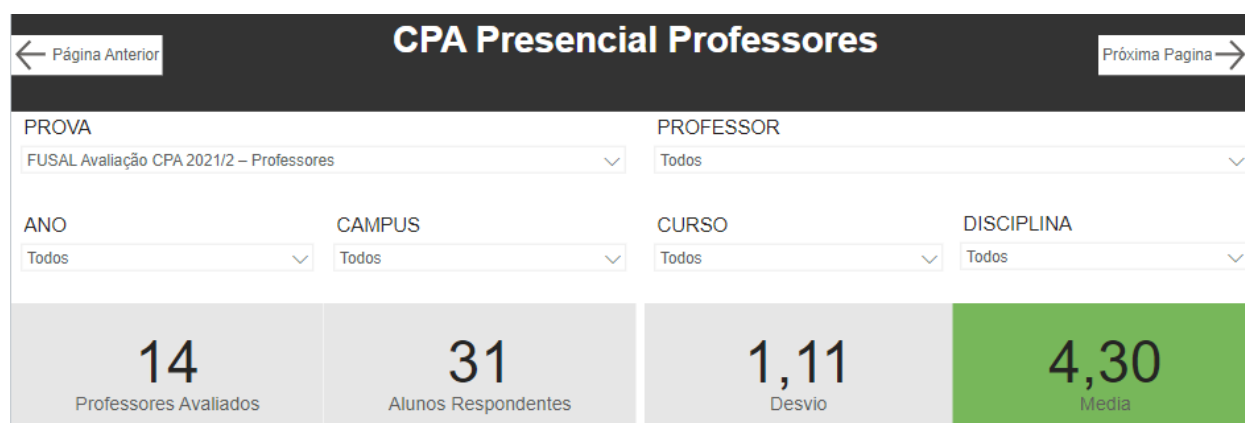 CPA Presencial Professores
Página Anterior
Próxima Pagina
PROVA
PROFESSOR
FUSAL Avaliação CPA 2021/2 – Professores
Todos
ANO
CAMPUS
CURSO
DISCIPLINA
Todos
Todos
Todos
Todos
14
31
1,11
4,30
Professores Avaliados
Alunos Respondentes
Desvio
Media